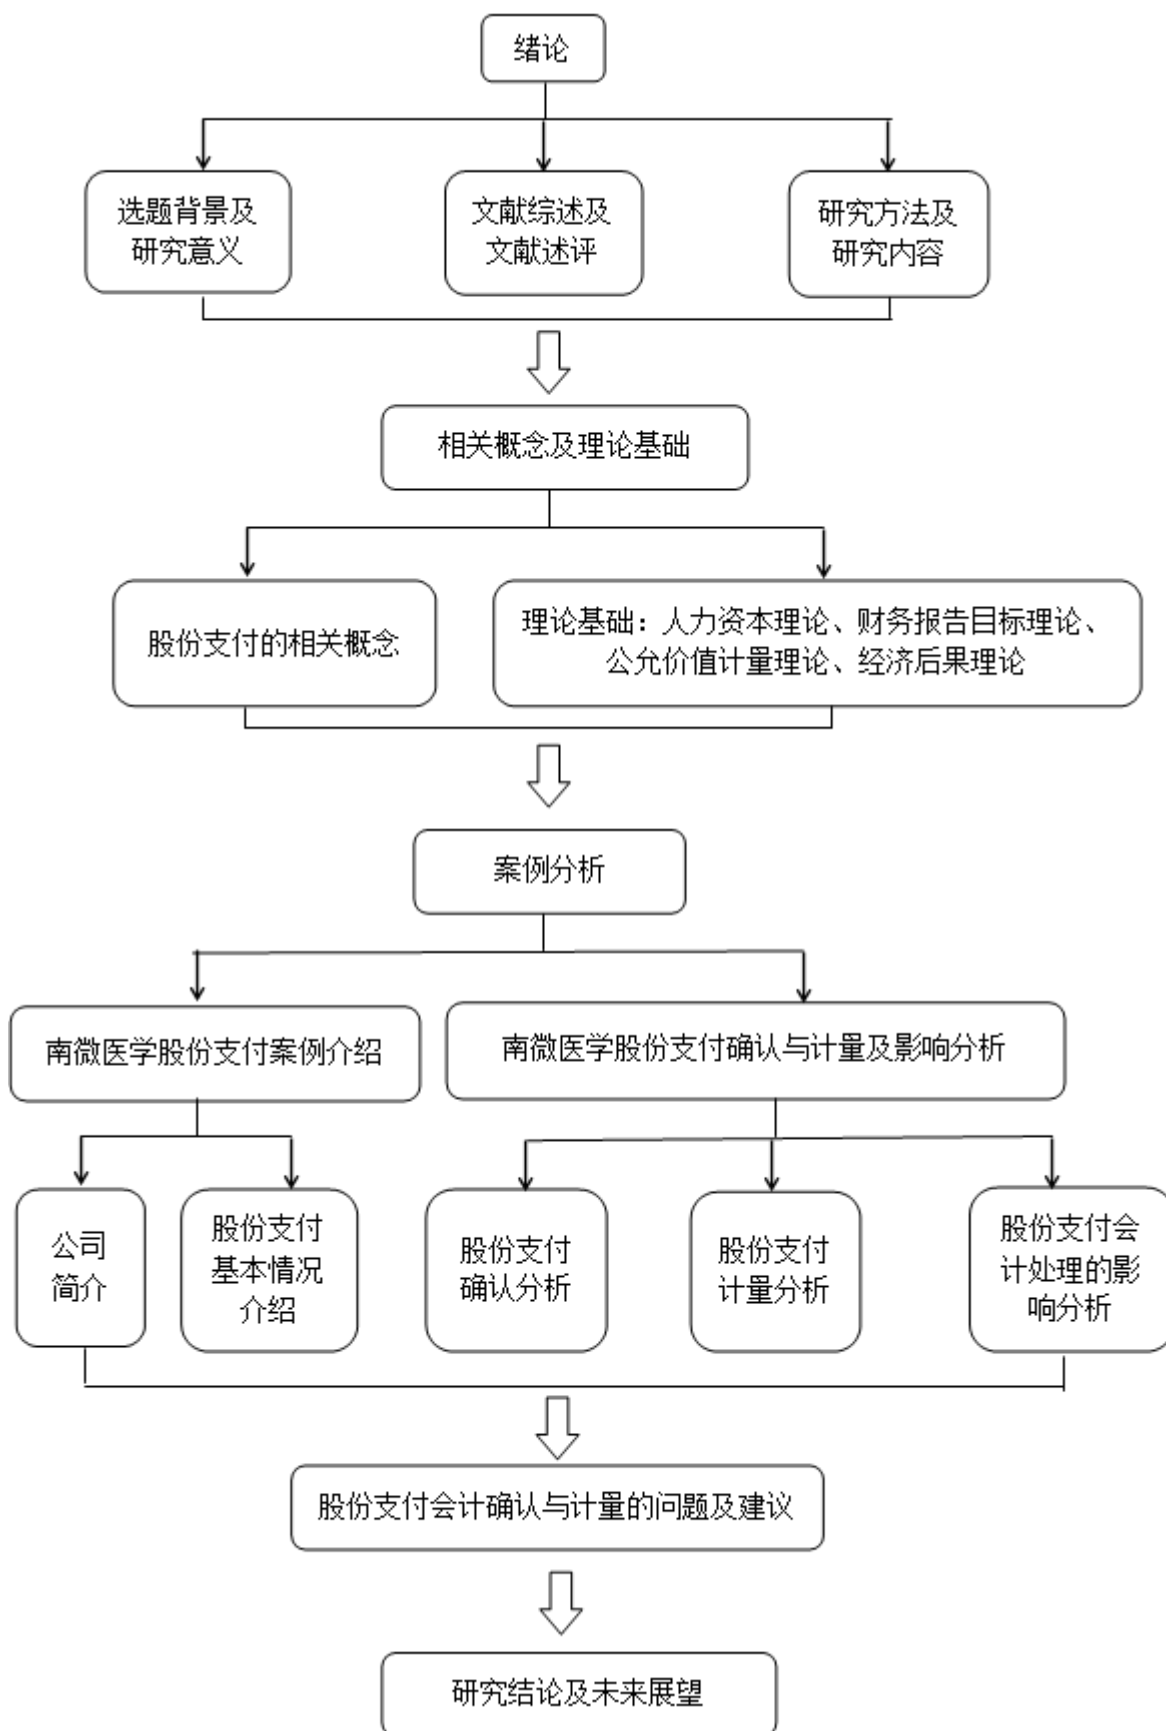 绪论
选题背景及
研究意义
文献综述及
文献述评
研究方法及
研究内容
相关概念及理论基础
股份支付的相关概念
理论基础：人力资本理论、财务报告目标理论、
公允价值计量理论、经济后果理论
案例分析
南微医学股份支付案例介绍
南微医学股份支付确认与计量及影响分析
公司
简介
股份支付
基本情况
介绍
股份支付
确认分析
股份支付
计量分析
股份支付会
计处理的影
响分析
股份支付会计确认与计量的问题及建议
研究结论及未来展望